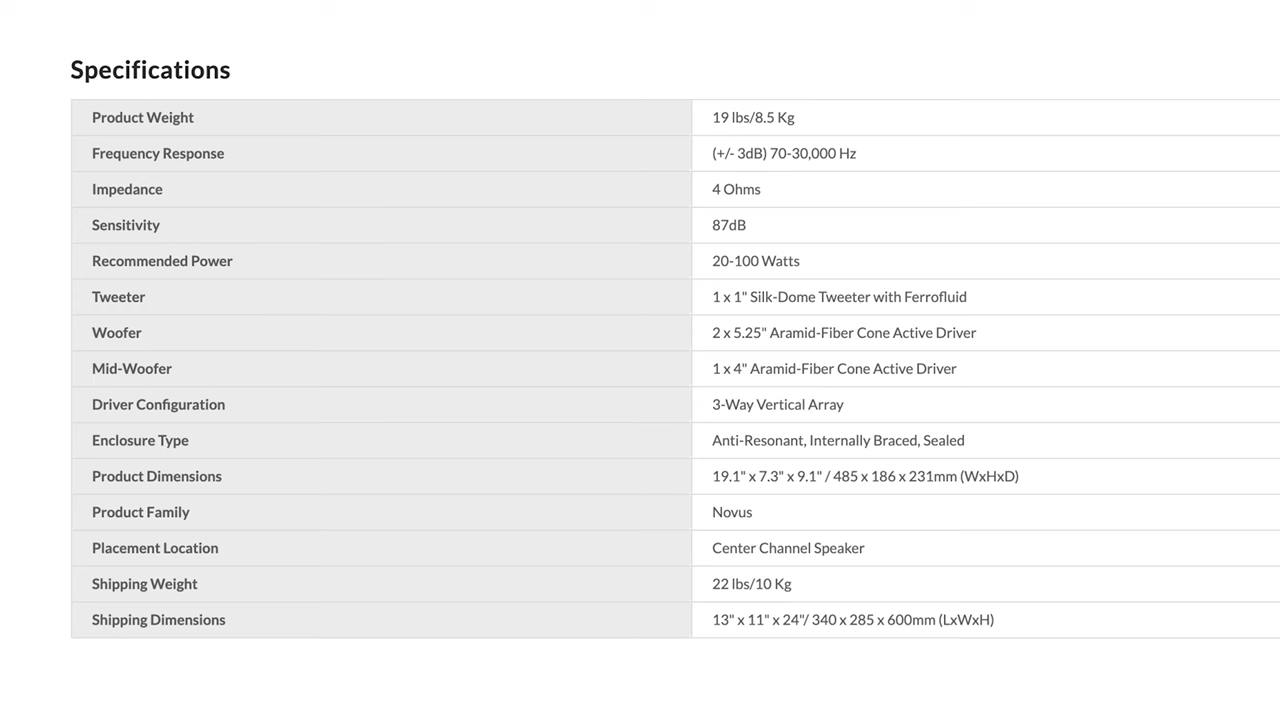 Specifications
Product Weight 19 lbs/8.5 Kg
Frequency Response (+/- 3dB) 70-30,000 Hz
Impedance 4 Ohms
Sensitivity 87dB
Recommended Power 20-100 Watts
Tweeter 1 x 1" Silk-Dome Tweeter with Ferrofluid
Woofer 2 x 5.25" Aramid-Fiber Cone Active Driver
Mid-Woofer 1 x 4" Aramid-Fiber Cone Active Driver
Driver Configuration 3-Way Vertical Array
Enclosure Type Anti-Resonant, Internally Braced, Sealed
Product Dimensions 19.1" x 7.3" x 9.1" / 485 x 186 x 231mm (WxHxD)
Product Family Novus
Placement Location Center Channel Speaker
Shipping Weight 22 lbs/10 Kg
Shipping Dimensions 13" x 11" x 24"/ 340 x 285 x 600mm (LxWxH)